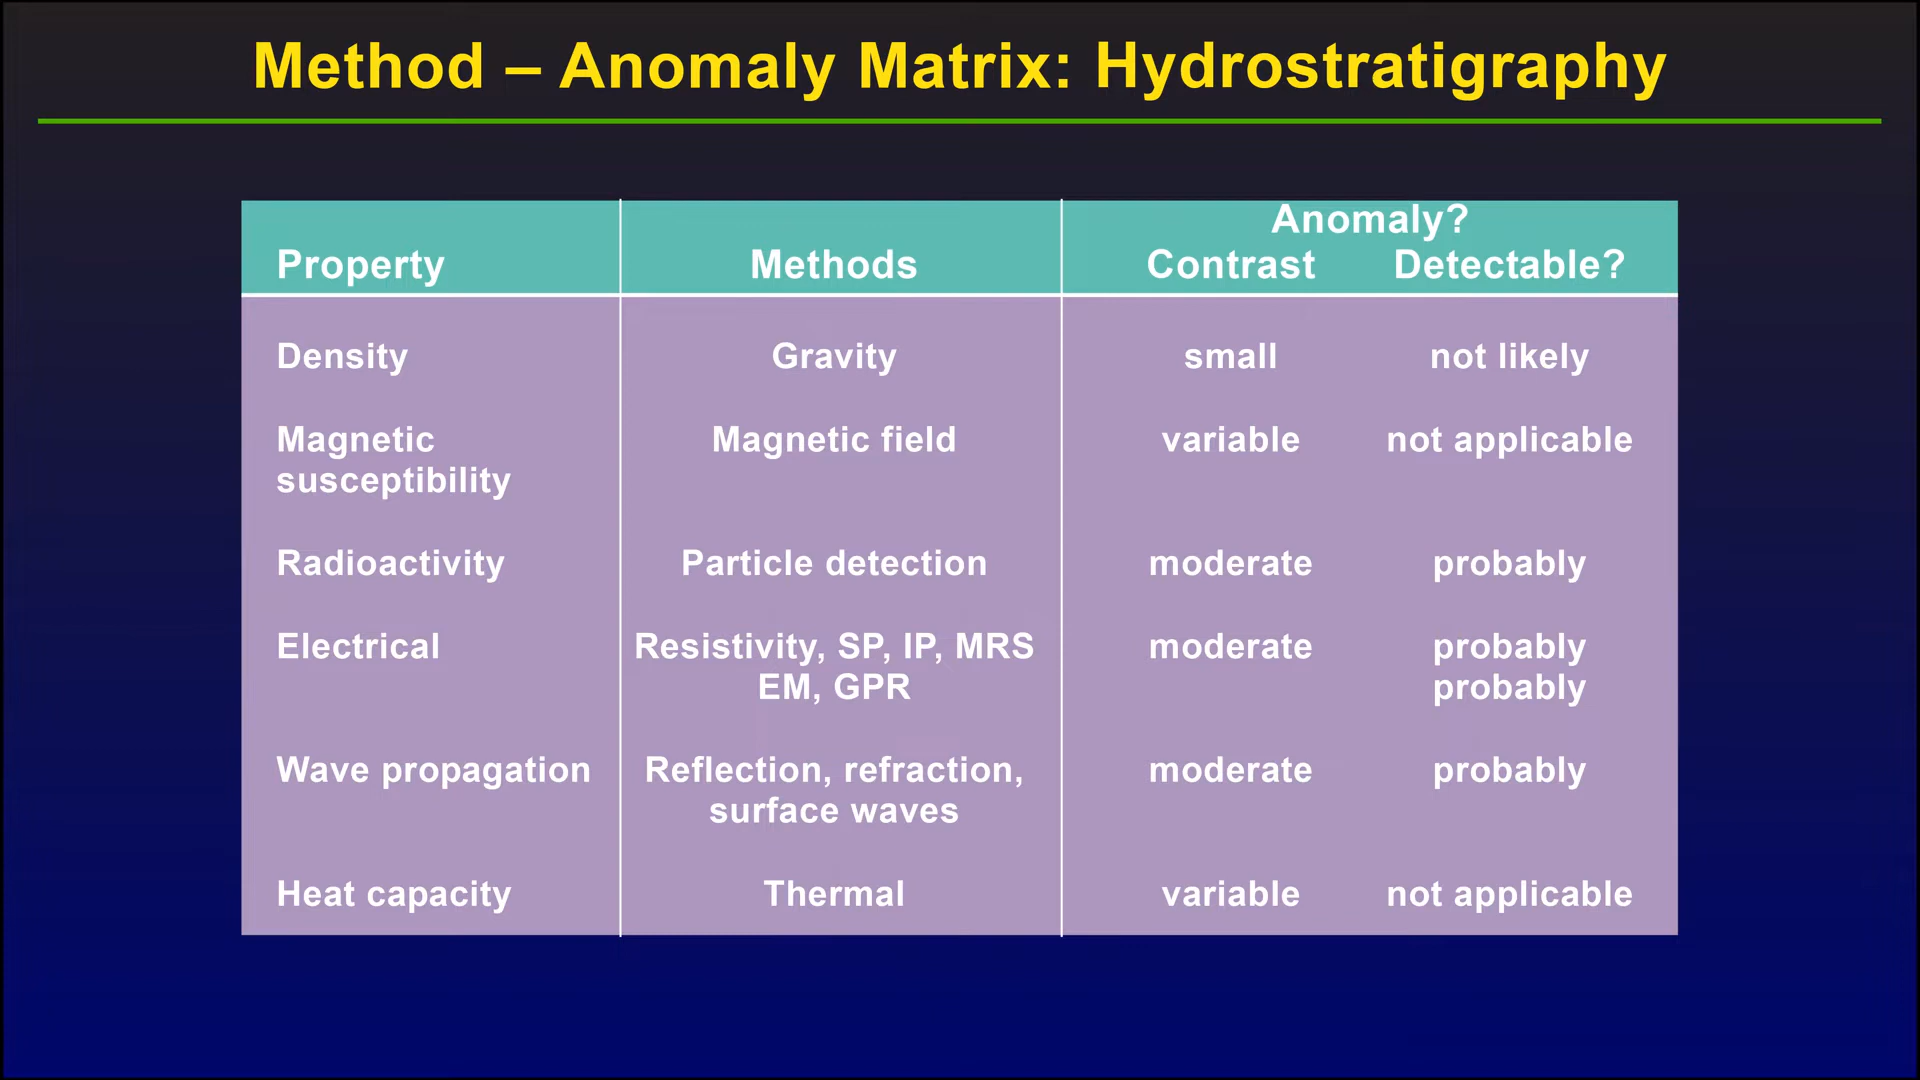 Method – Anomaly Matrix: Hydrostratigraphy
Anomaly?
Property Methods Contrast Detectable?
Density Gravity small not likely
Magnetic Magnetic field variable not applicable
susceptibility
Radioactivity Particle detection moderate probably
Electrical Resistivity, SP, IP, MRS moderate probably
EM, GPR probably
Wave propagation Reflection, refraction, moderate probably
surface waves
Heat capacity Thermal variable not applicable